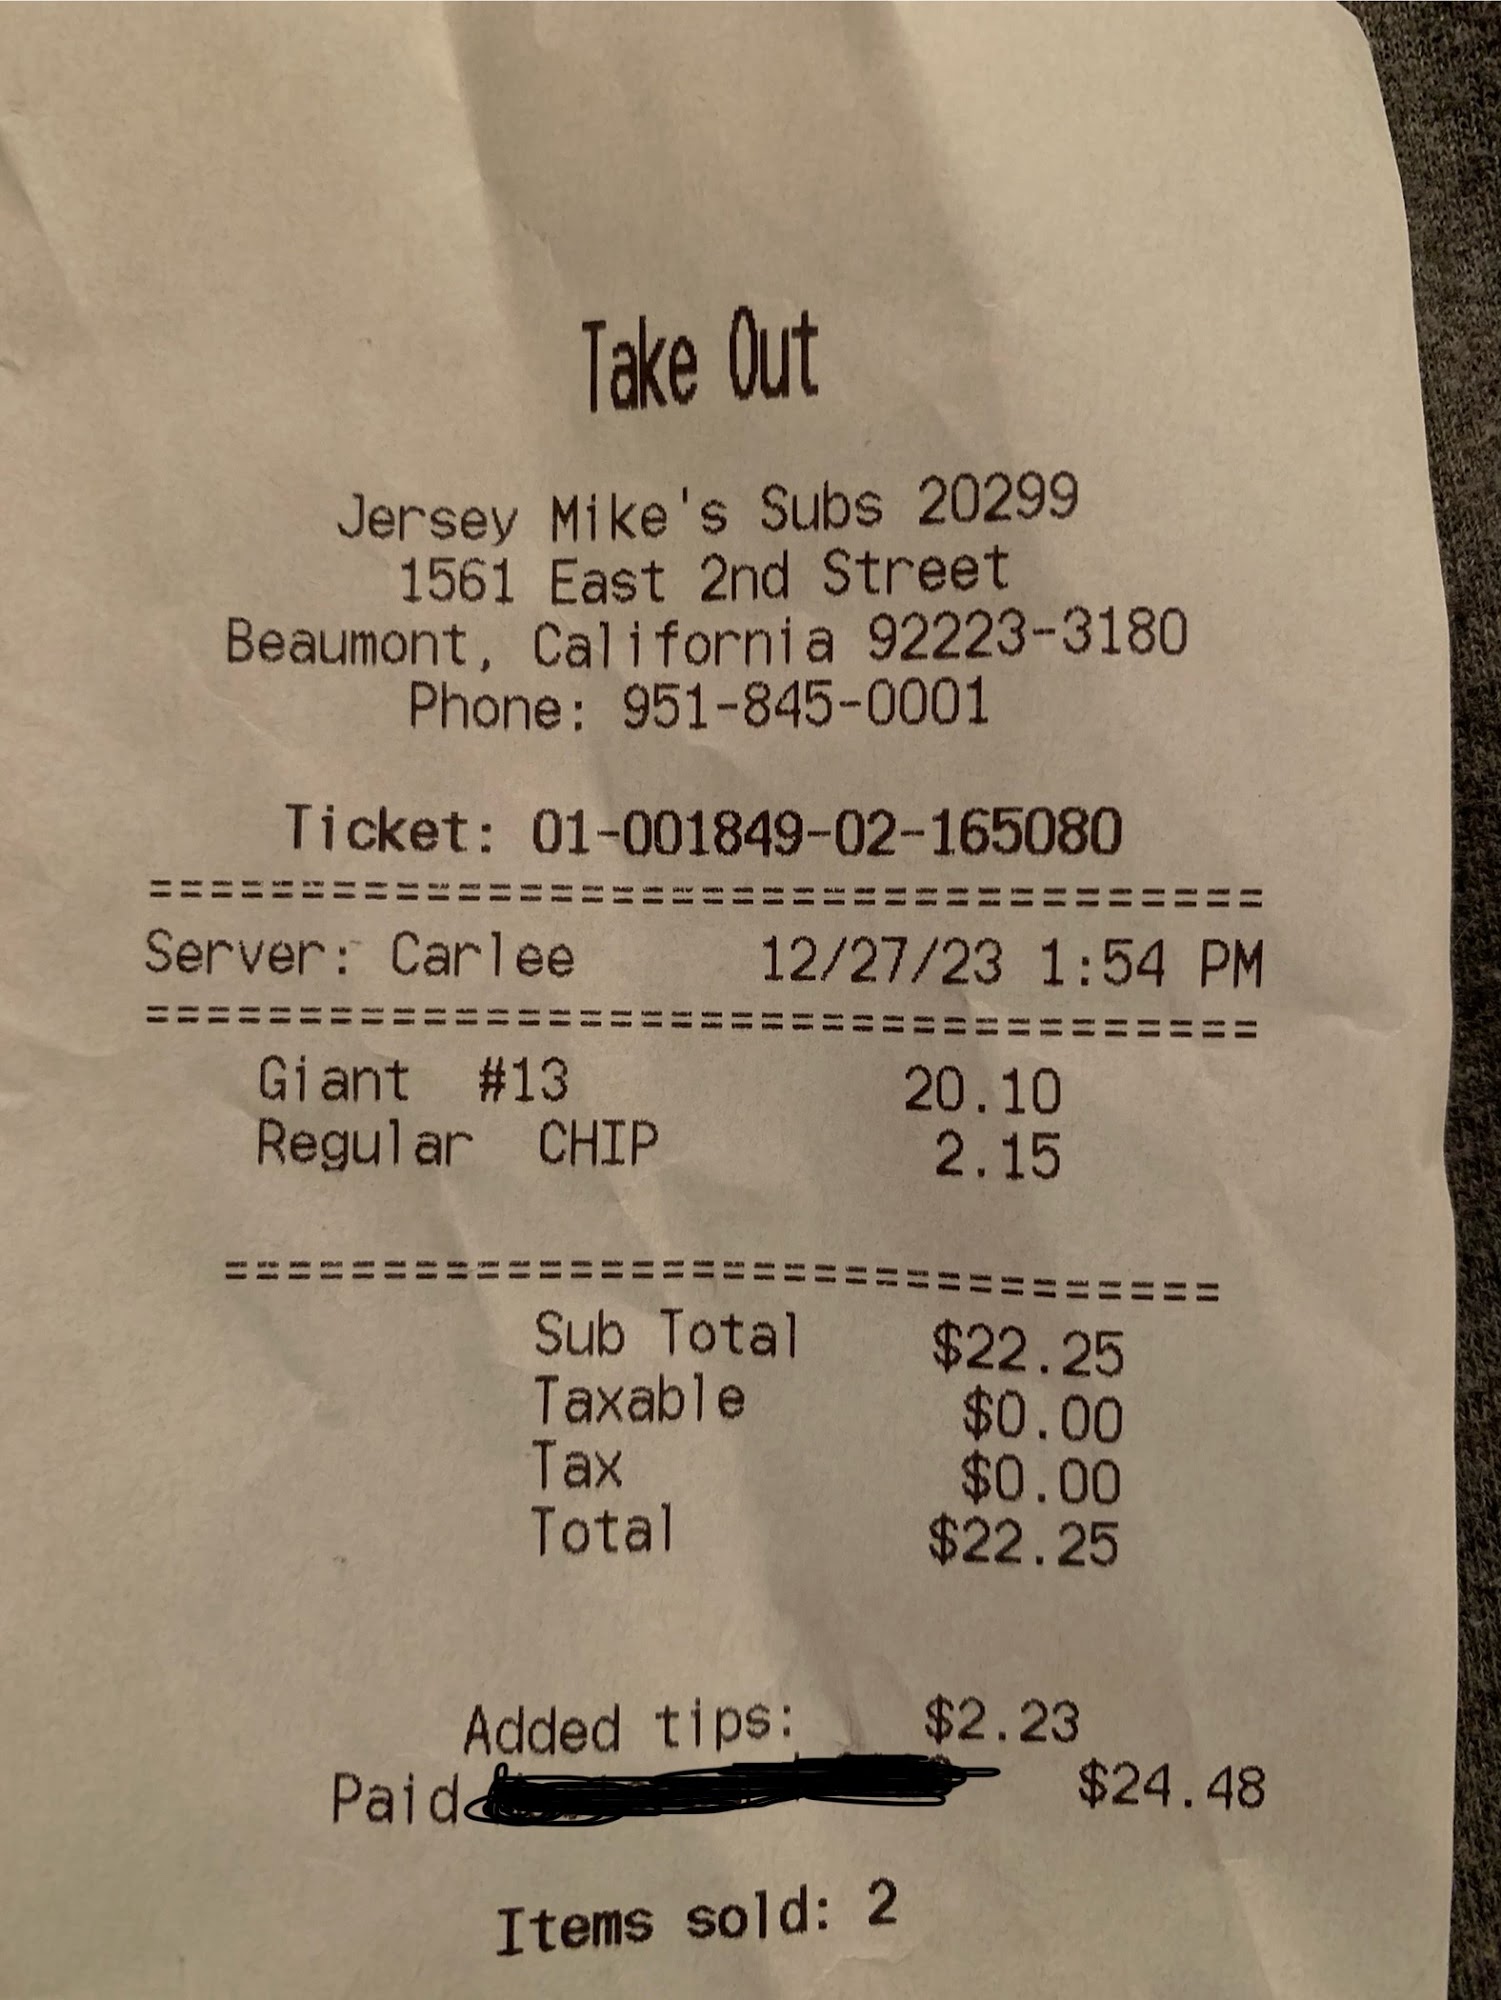 Take Out
Jersey Mike's Subs 20299
1561 East 2nd Street
Beaumont, California 92223-3180
Phone: 951-845-0001
Ticket: 01-001849-02-165080
====================================
Server: Carlee 12/27/23 1:54 PM
====================================
Giant #13 20.10
Regular CHIP 2.15
================================
Sub Total $22.25
Taxable $0.00
Tax $0.00
Total $22.25
Added tips: $2.23
Paid $24.48
Items sold: 2